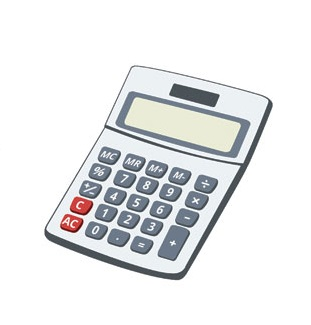 MC MR M+ M-
% 7 8 9 ÷
+/- 4 5 6 ×
C 1 2 3 −
AC 0 . = +